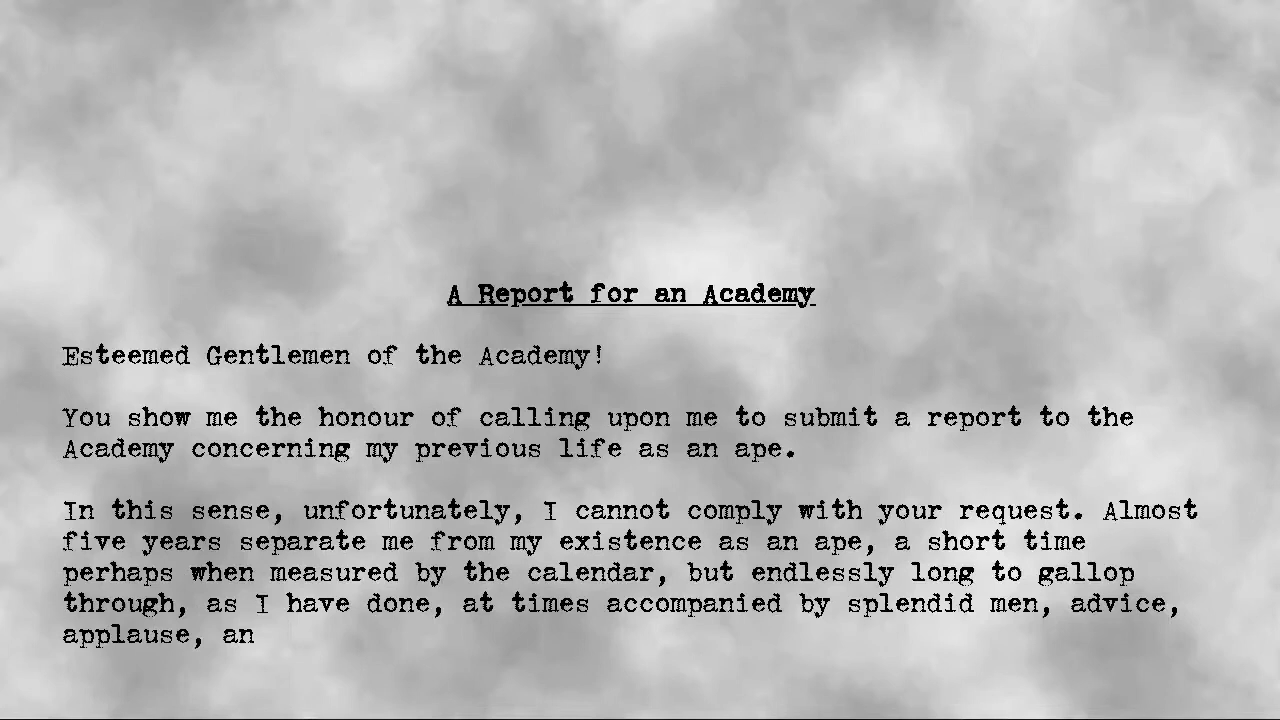 A Report for an Academy
Esteemed Gentlemen of the Academy!
You show me the honour of calling upon me to submit a report to the
Academy concerning my previous life as an ape.
In this sense, unfortunately, I cannot comply with your request. Almost
five years separate me from my existence as an ape, a short time
perhaps when measured by the calendar, but endlessly long to gallop
through, as I have done, at times accompanied by splendid men, advice,
applause, an